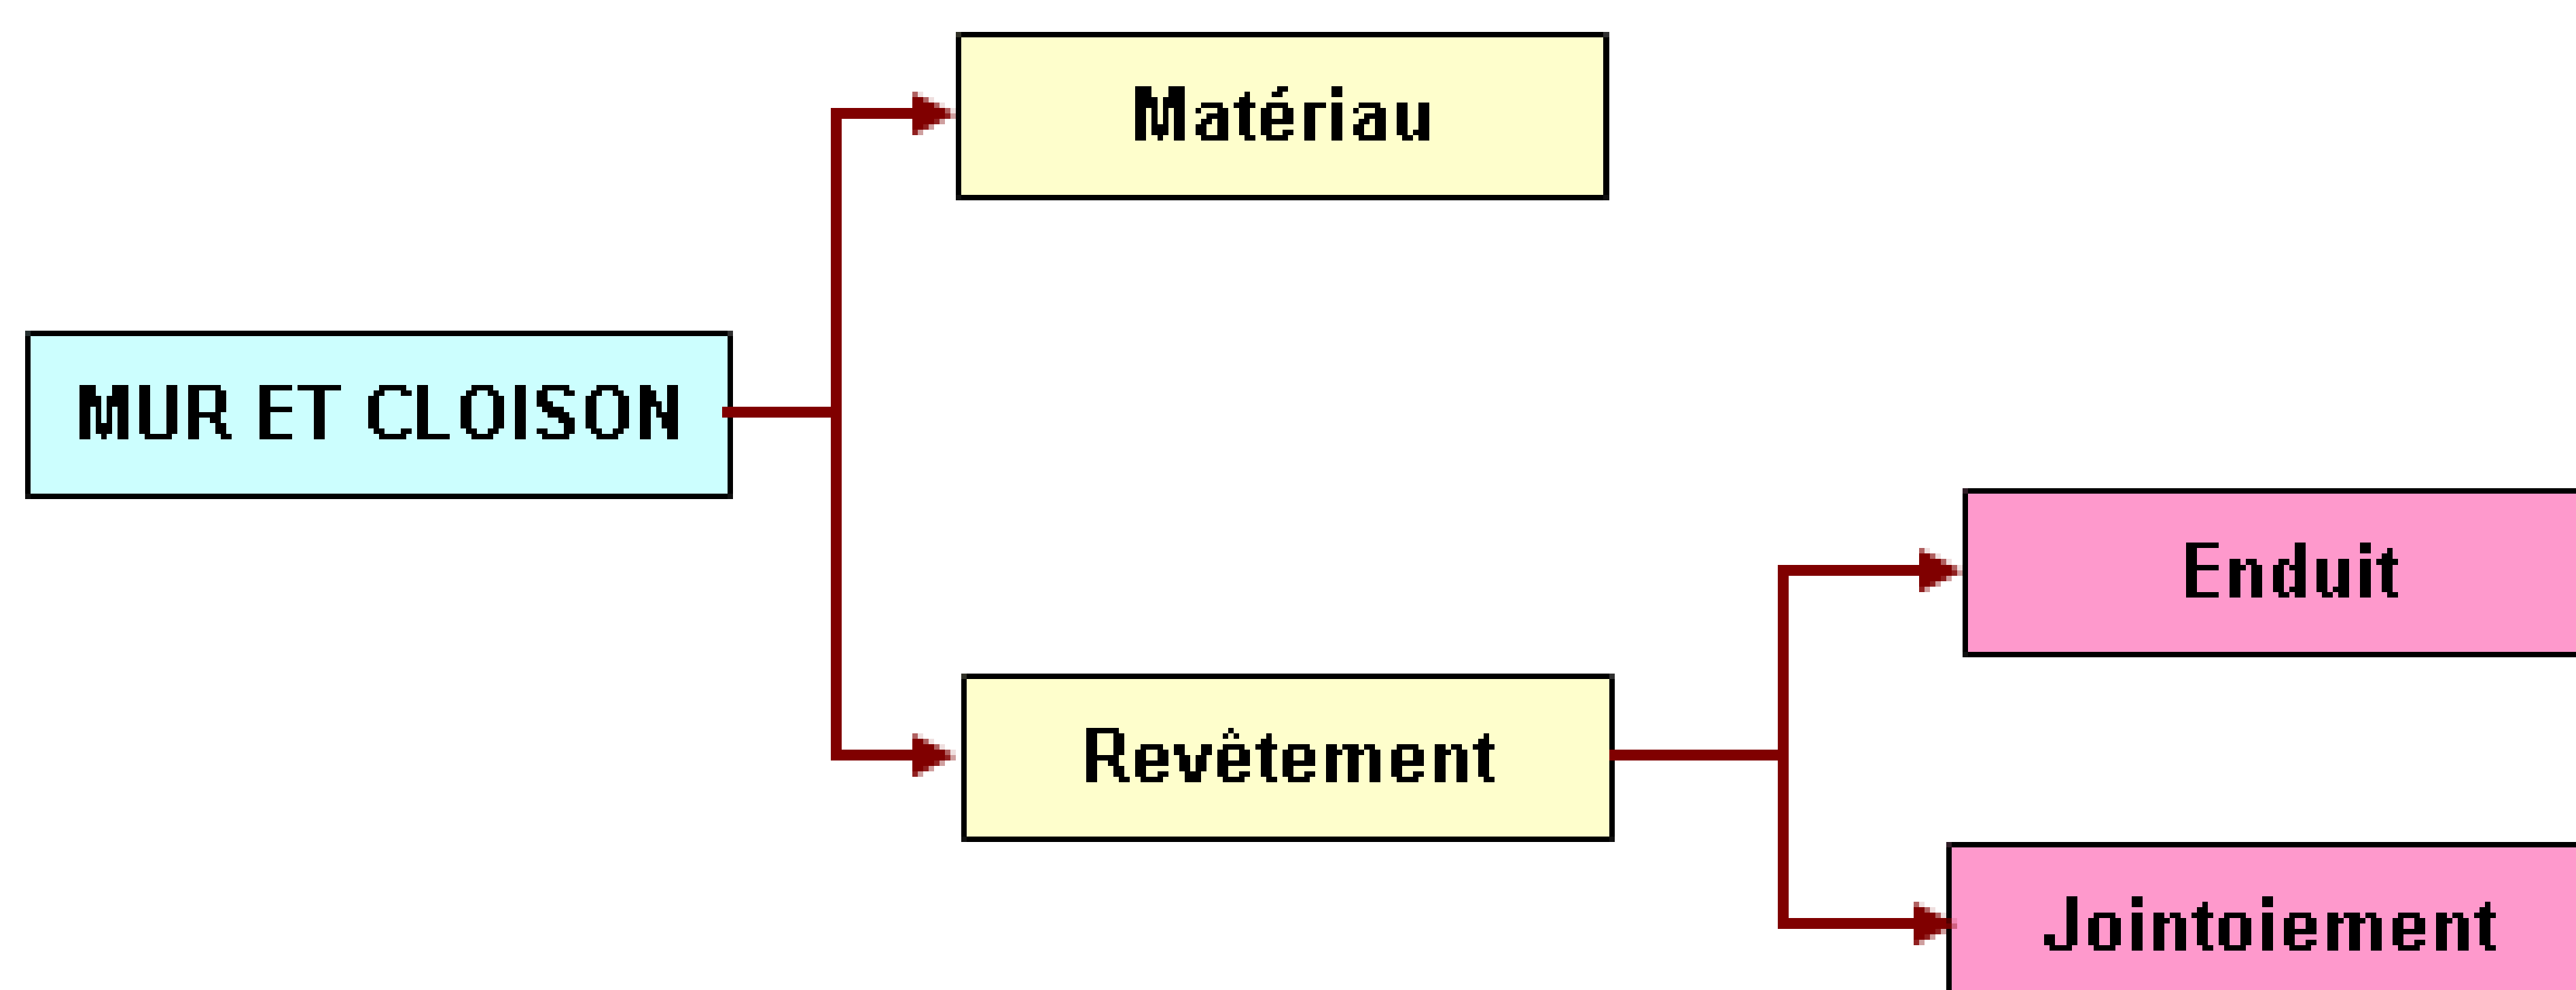 Matériau
MUR ET CLOISON
Enduit
Revêtement
Jointoiement